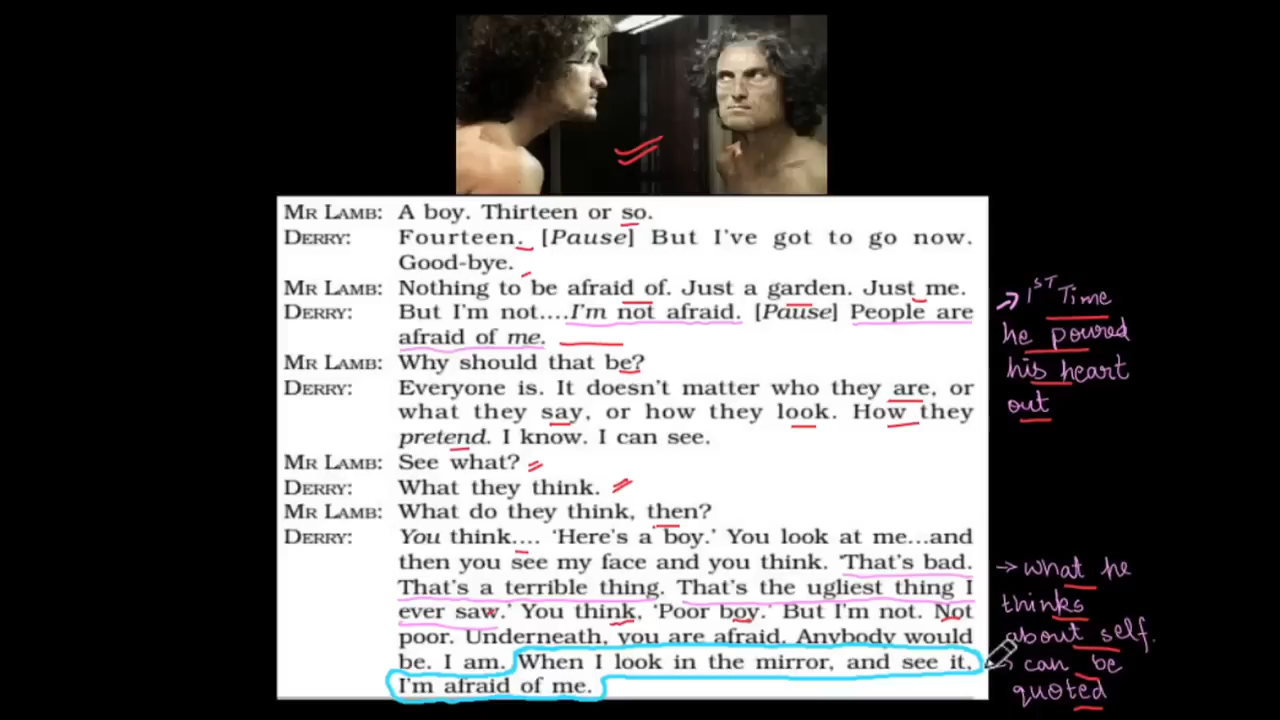 MR LAMB: A boy. Thirteen or so.
DERRY: Fourteen. [Pause] But I've got to go now.
Good-bye.
MR LAMB: Nothing to be afraid of. Just a garden. Just me.
DERRY: But I'm not....I'm not afraid. [Pause] People are
afraid of me.
MR LAMB: Why should that be?
DERRY: Everyone is. It doesn't matter who they are, or
what they say, or how they look. How they
pretend. I know. I can see.
MR LAMB: See what?
DERRY: What they think.
MR LAMB: What do they think, then?
DERRY: You think.... 'Here's a boy.' You look at me...and
then you see my face and you think. 'That's bad.
That's a terrible thing. That's the ugliest thing I
ever saw.' You think, 'Poor boy.' But I'm not. Not
poor. Underneath, you are afraid. Anybody would
be. I am. When I look in the mirror, and see it,
I'm afraid of me.
→ 1ST Time
he poured
his heart
out
→ what he
thinks
about self.
→ can be
quoted